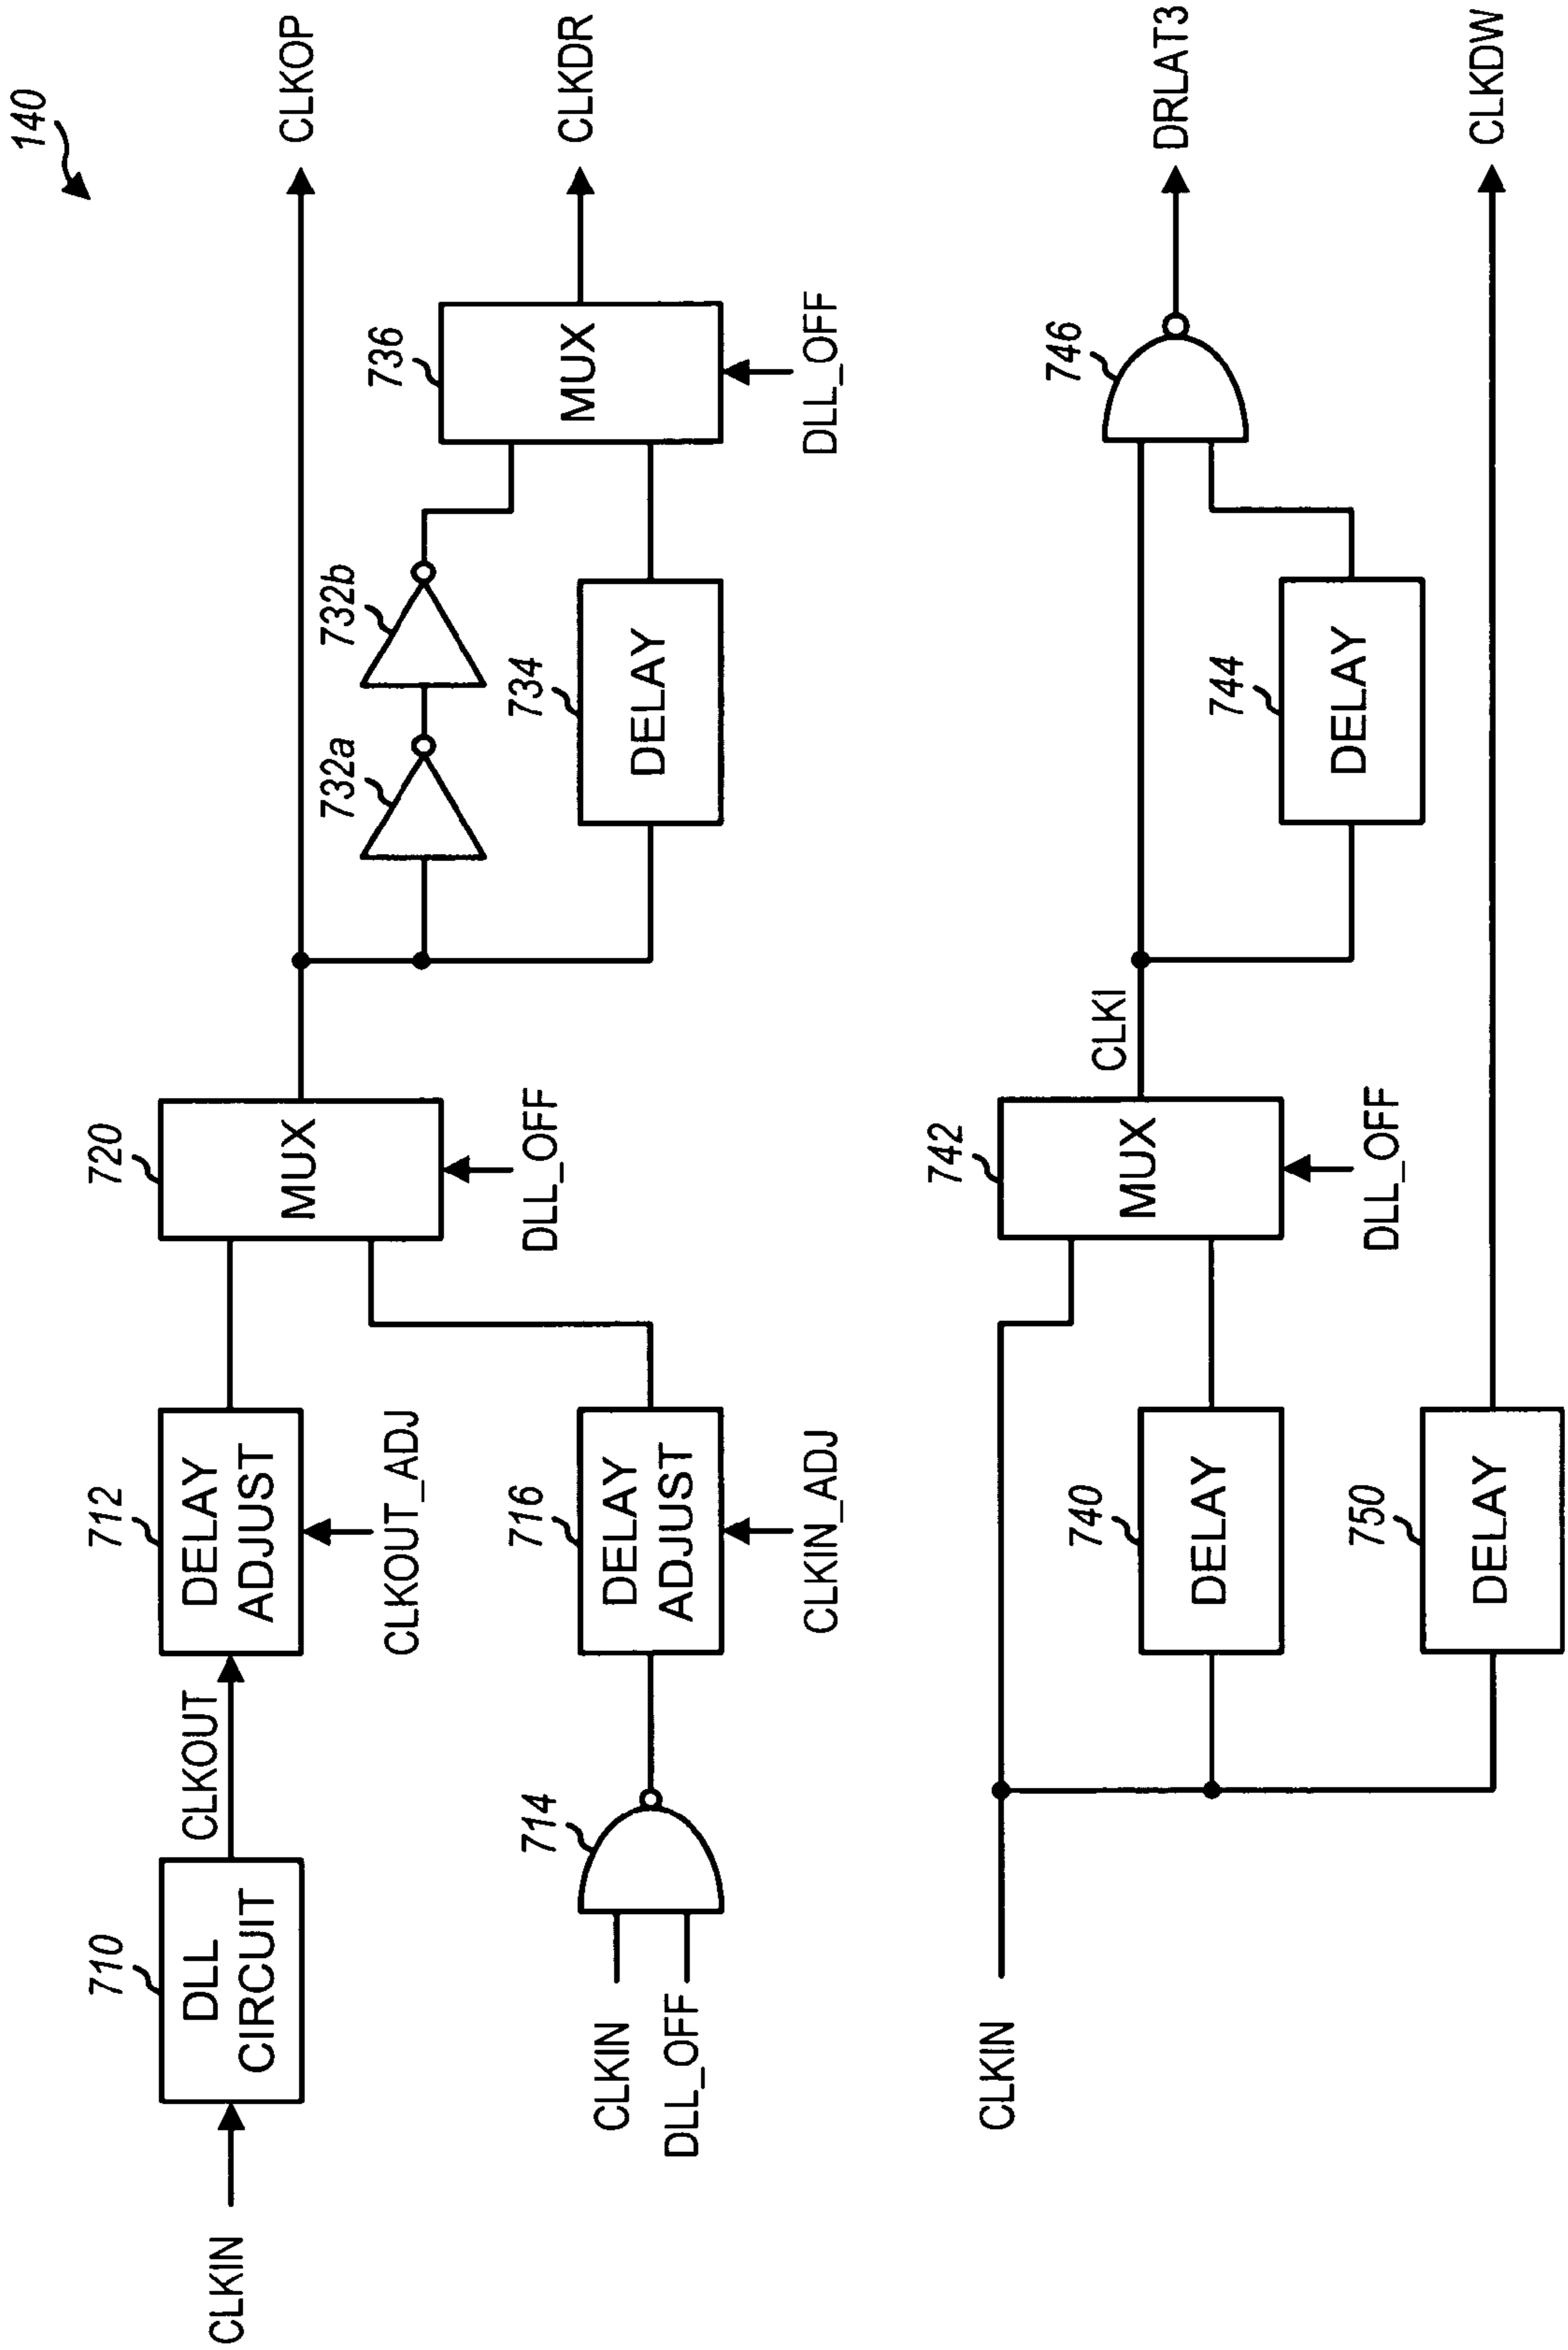 140
710
DLL
CIRCUIT
CLKIN
CLKOUT
712
DELAY
ADJUST
CLKOUT_ADJ
720
MUX
DLL_OFF
CLKOP
714
CLKIN
DLL_OFF
716
DELAY
ADJUST
CLKIN_ADJ
732a
732b
734
DELAY
736
MUX
DLL_OFF
CLKDR
CLKIN
740
DELAY
742
MUX
DLL_OFF
CLKI
744
DELAY
746
DRLAT3
750
DELAY
CLKDW